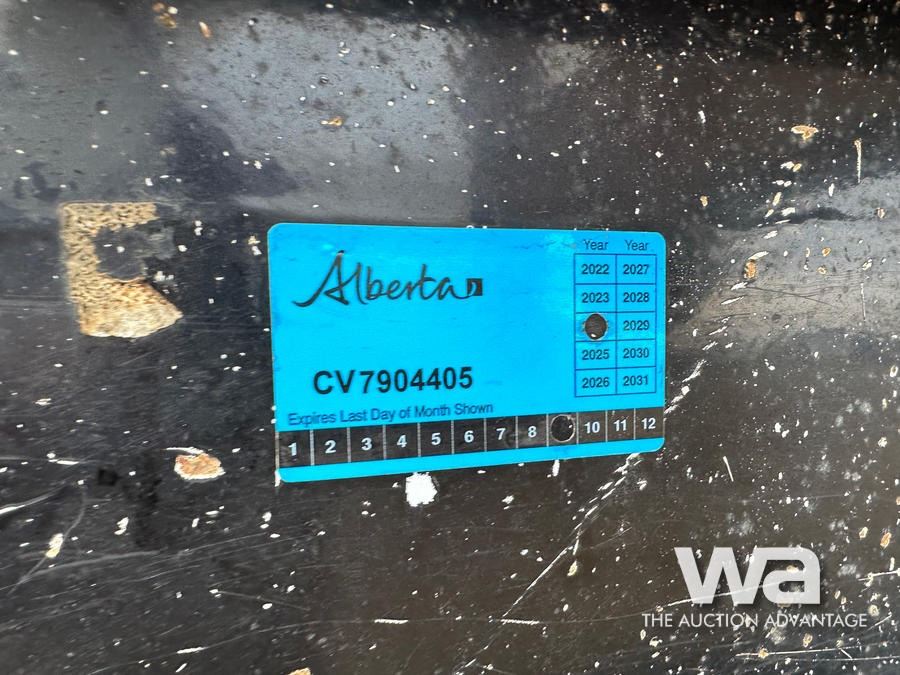 Alberta
Year Year
2022 2027
2023 2028
2029
2025 2030
2026 2031
CV7904405
Expires Last Day of Month Shown
1 2 3 4 5 6 7 8 10 11 12
wa
THE AUCTION ADVANTAGE